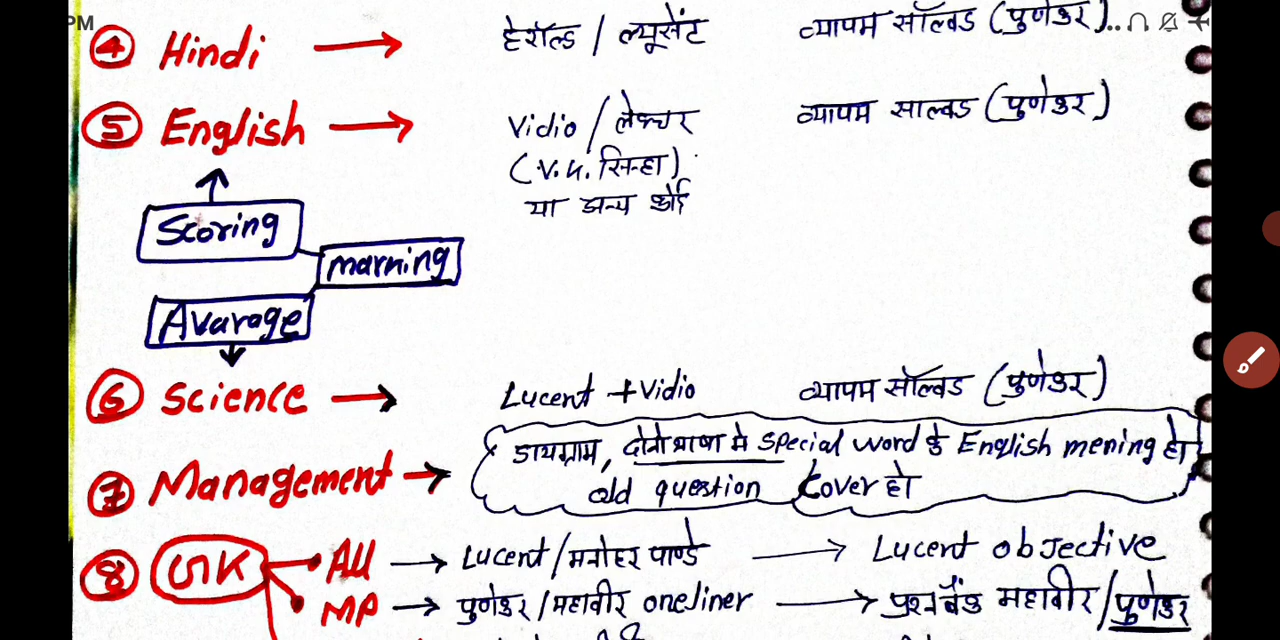 PM
④ Hindi → हेरॉल्ड / ल्यूसेंट व्यापम सॉल्वड (पुणेकर)..
⑤ English → Vidio / लेक्चर व्यापम साल्वड (पुणेकर)
(V.K. सिन्हा)
या अन्य कोई
Scoring
marning
Avarage
⑥ Science → Lucent + Vidio व्यापम सॉल्वड (पुणेकर)
डायग्राम, दोनो भाषा मे special word के English mening हो
⑦ Management →
old question cover हो
⑧ GK All → Lucent / मनोहर पाण्डे → Lucent objective
MP → पुणेकर / महावीर oneliner → प्रश्न बैंक महावीर / पुणेकर